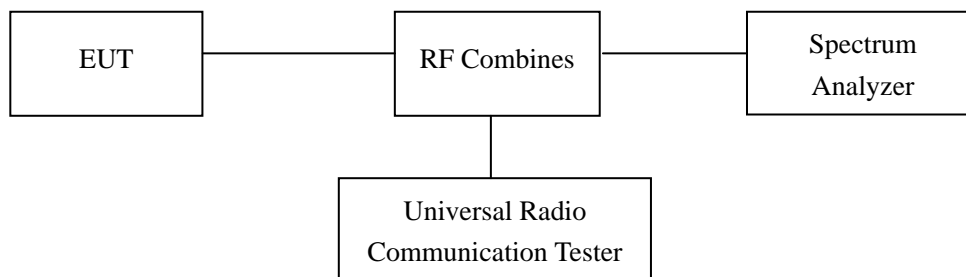 EUT
RF Combines
Spectrum
Analyzer
Universal Radio
Communication Tester